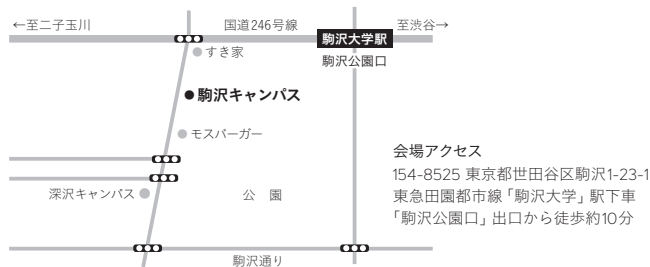 ←至二子玉川
国道246号線
至渋谷→
駒沢大学駅
駒沢公園口
すき家
駒沢キャンパス
モスバーガー
深沢キャンパス
公園
駒沢通り
会場アクセス
154-8525 東京都世田谷区駒沢1-23-1
東急田園都市線「駒沢大学」駅下車
「駒沢公園口」出口から徒歩約10分